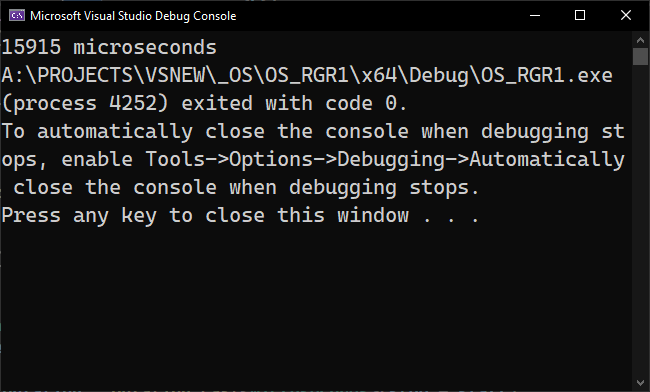 Microsoft Visual Studio Debug Console
15915 microseconds
A:\PROJECTS\VSNEW\_OS\OS_RGR1\x64\Debug\OS_RGR1.exe
(process 4252) exited with code 0.
To automatically close the console when debugging st
ops, enable Tools->Options->Debugging->Automatically
 close the console when debugging stops.
Press any key to close this window . . .